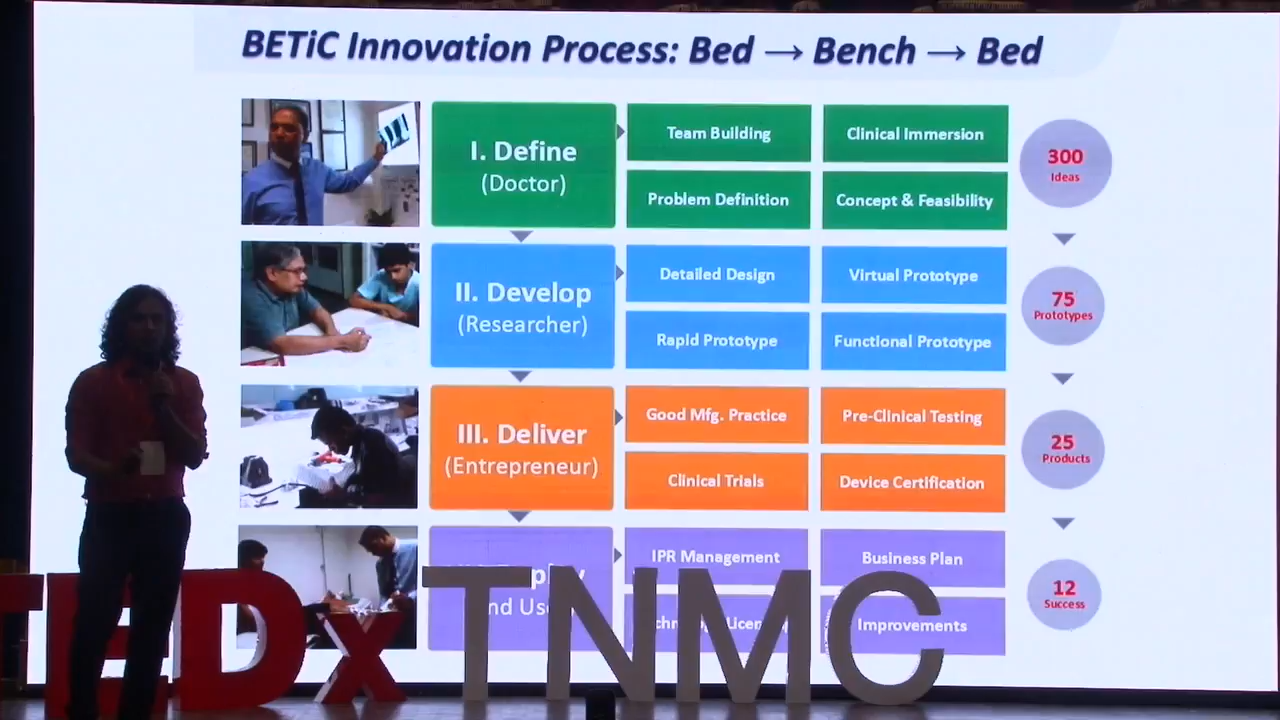 BETiC Innovation Process: Bed → Bench → Bed
I. Define
(Doctor)
Team Building
Clinical Immersion
Problem Definition
Concept & Feasibility
300
Ideas
II. Develop
(Researcher)
Detailed Design
Virtual Prototype
Rapid Prototype
Functional Prototype
75
Prototypes
III. Deliver
(Entrepreneur)
Good Mfg. Practice
Pre-Clinical Testing
Clinical Trials
Device Certification
25
Products
IPR Management
Business Plan
Improvements
12
Success
TEDxTNMC